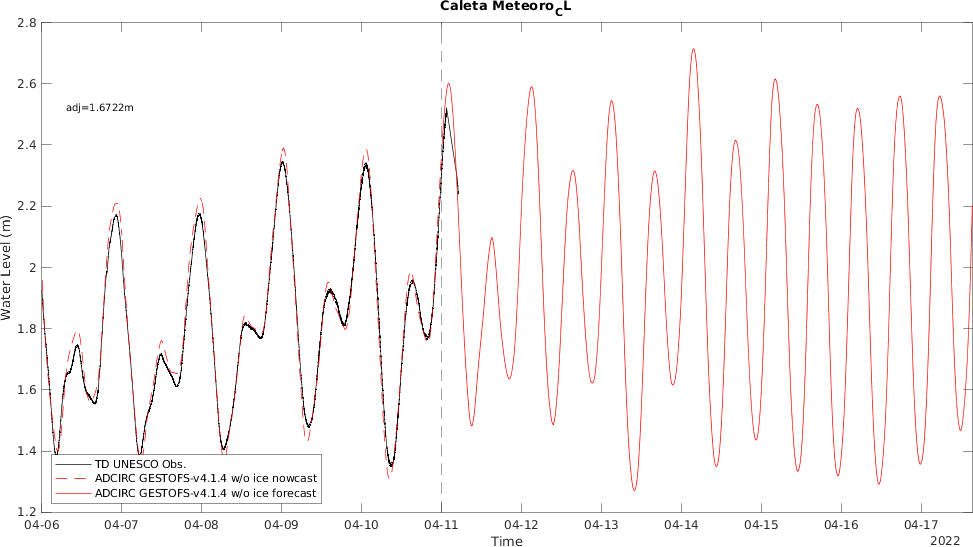 Caleta Meteoro_CL
2.8
2.6
2.4
2.2
2
1.8
1.6
1.4
1.2
Water Level (m)
adj=1.6722m
TD UNESCO Obs.
ADCIRC GESTOFS-v4.1.4 w/o ice nowcast
ADCIRC GESTOFS-v4.1.4 w/o ice forecast
04-06 04-07 04-08 04-09 04-10 04-11 04-12 04-13 04-14 04-15 04-16 04-17
Time
2022